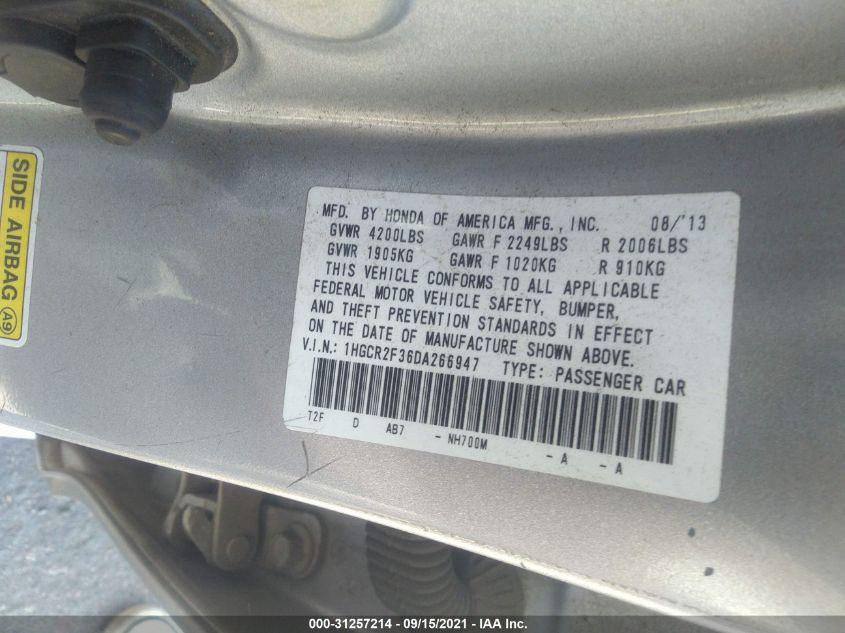 SIDE AIRBAG A9
MFD. BY HONDA OF AMERICA MFG., INC. 08/'13
GVWR 4200LBS GAWR F 2249LBS R 2006LBS
GVWR 1905KG GAWR F 1020KG R 910KG
THIS VEHICLE CONFORMS TO ALL APPLICABLE
FEDERAL MOTOR VEHICLE SAFETY, BUMPER,
AND THEFT PREVENTION STANDARDS IN EFFECT
ON THE DATE OF MANUFACTURE SHOWN ABOVE.
V.I.N.: 1HGCR2F36DA266947 TYPE: PASSENGER CAR
T2F D AB7 - NH700M - A - A
000-31257214 - 09/15/2021 - IAA Inc.